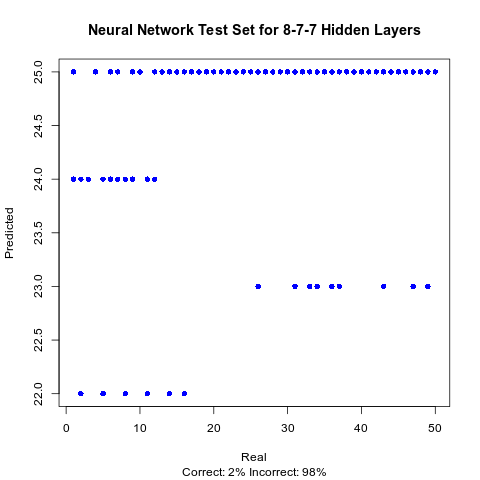 Neural Network Test Set for 8-7-7 Hidden Layers
25.0
24.5
24.0
23.5
23.0
22.5
22.0
Predicted
0 10 20 30 40 50
Real
Correct: 2% Incorrect: 98%